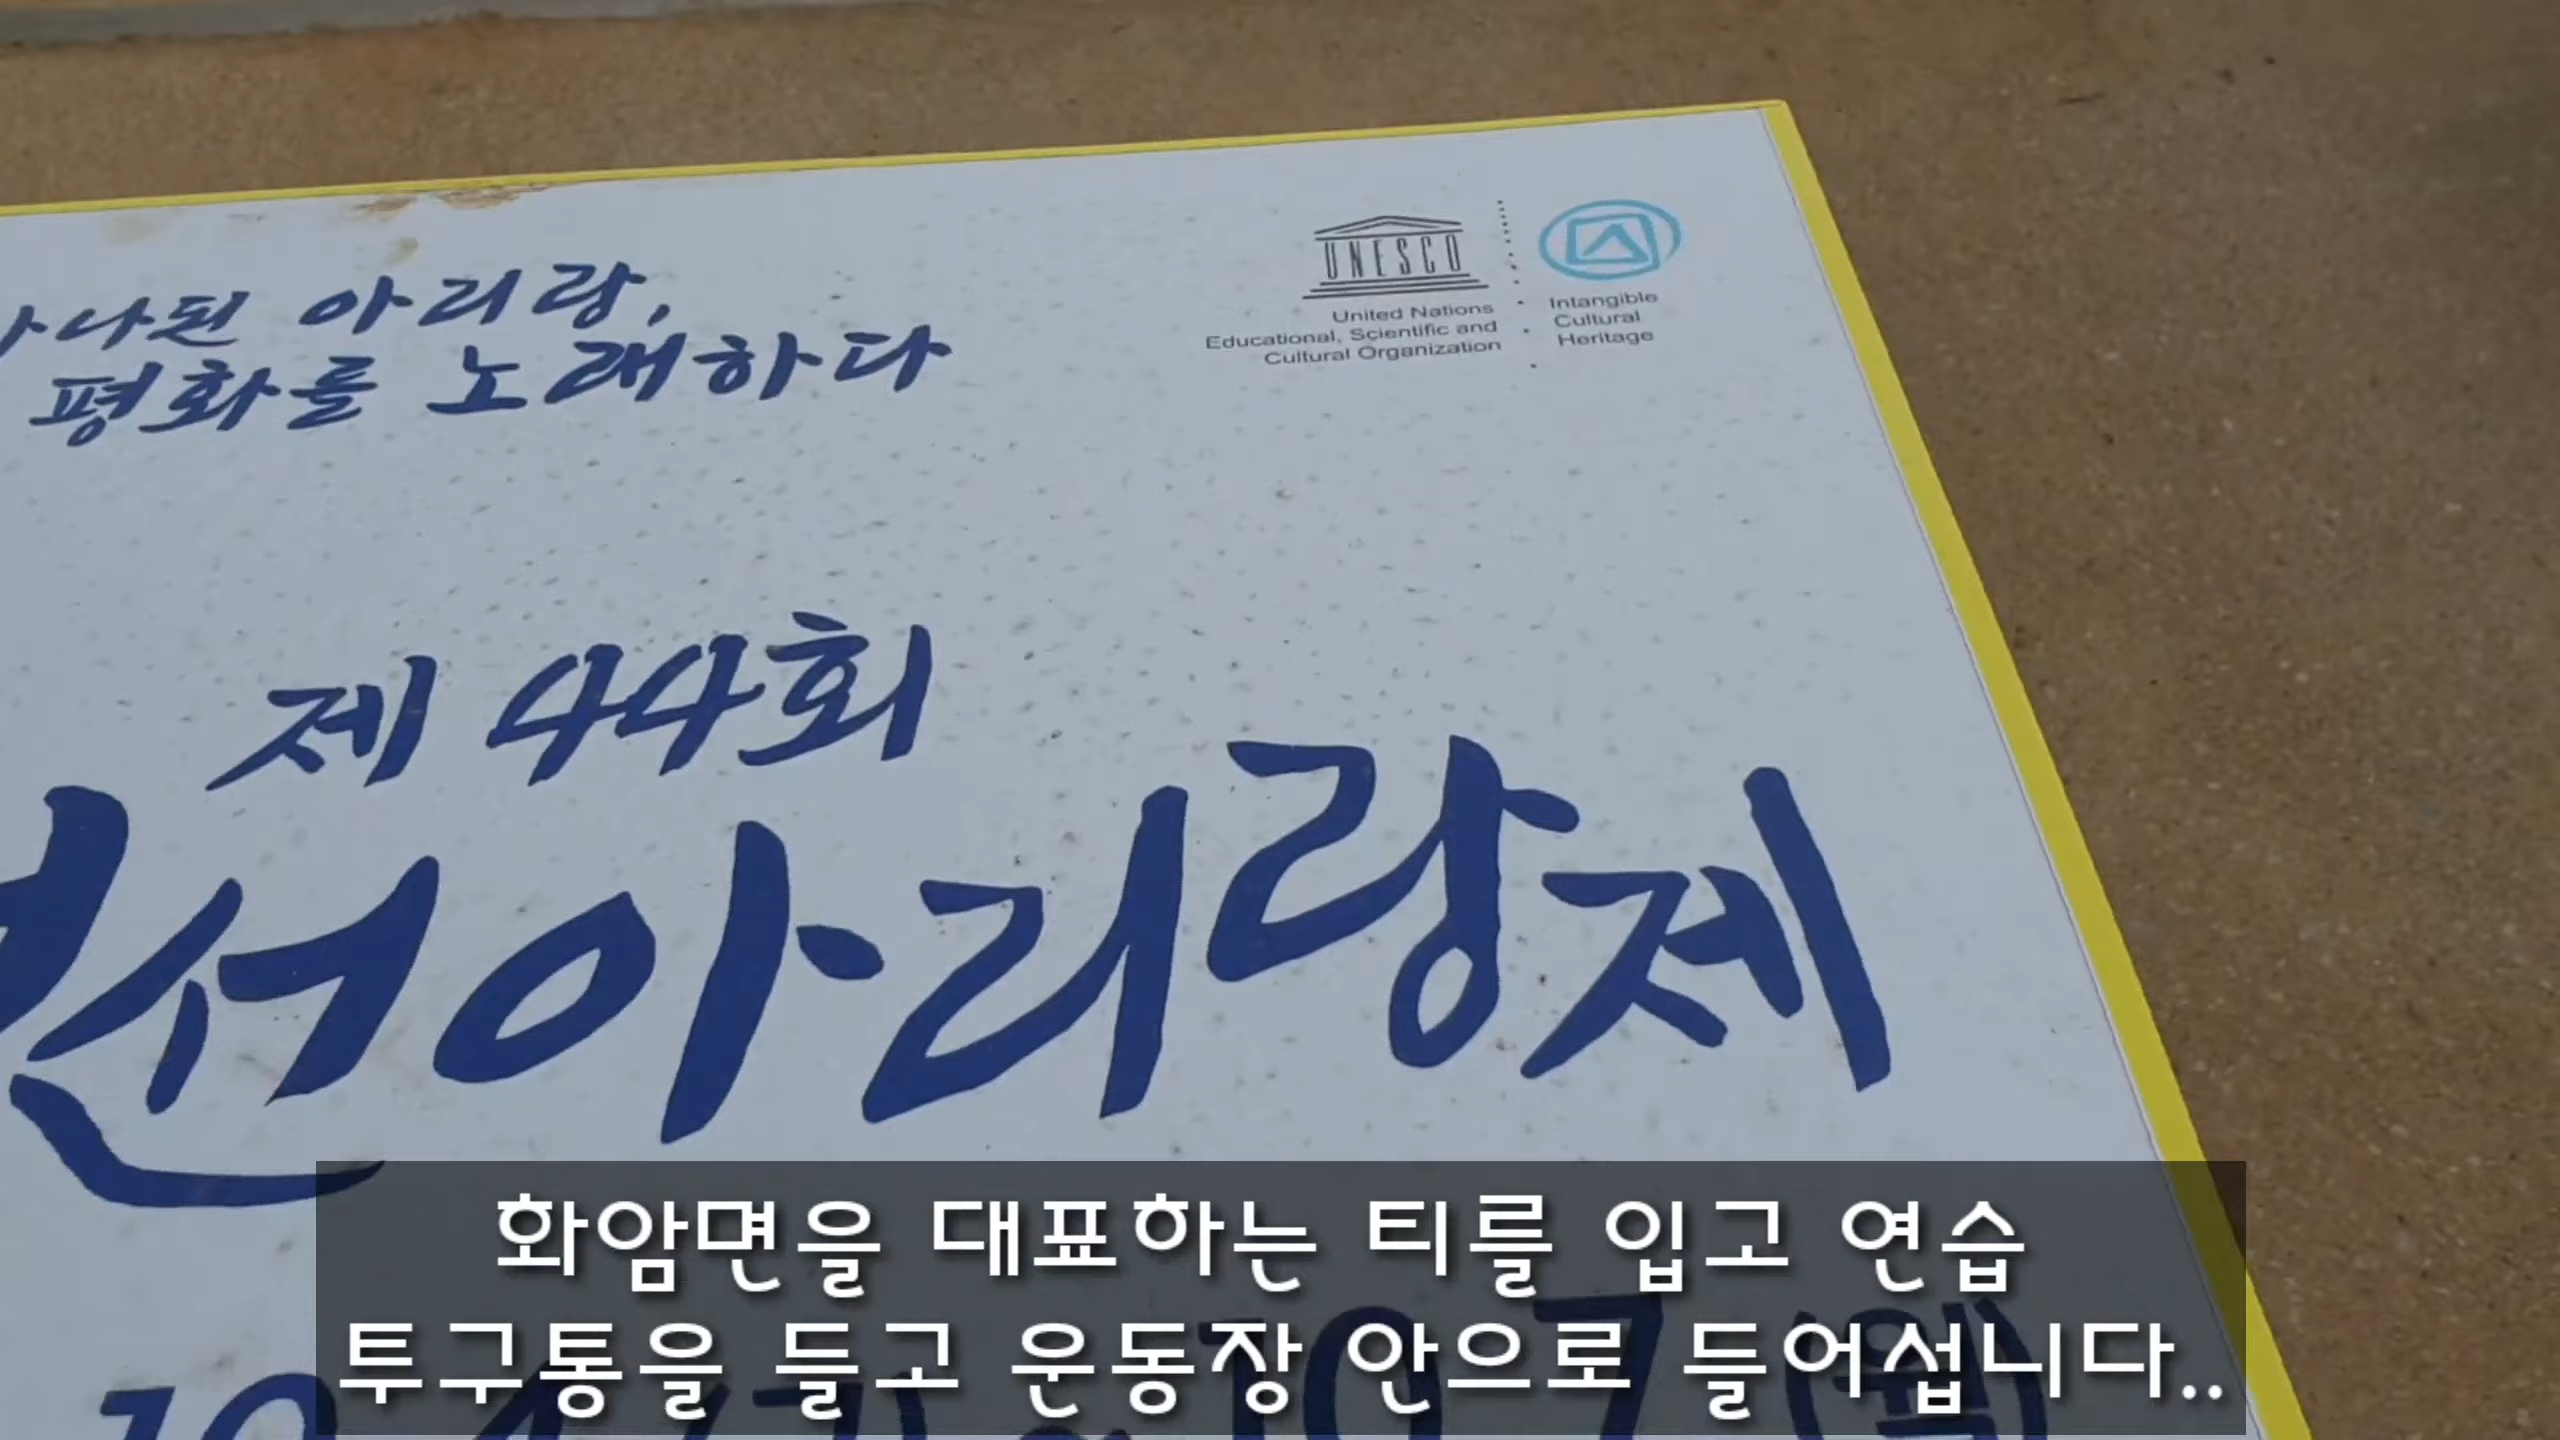 하나된 아리랑,
평화를 노래하다
UNESCO
United Nations
Educational, Scientific and
Cultural Organization
Intangible
Cultural
Heritage
제44회
정선아리랑제
화암면을 대표하는 티를 입고 연습
투구통을 들고 운동장 안으로 들어섭니다..